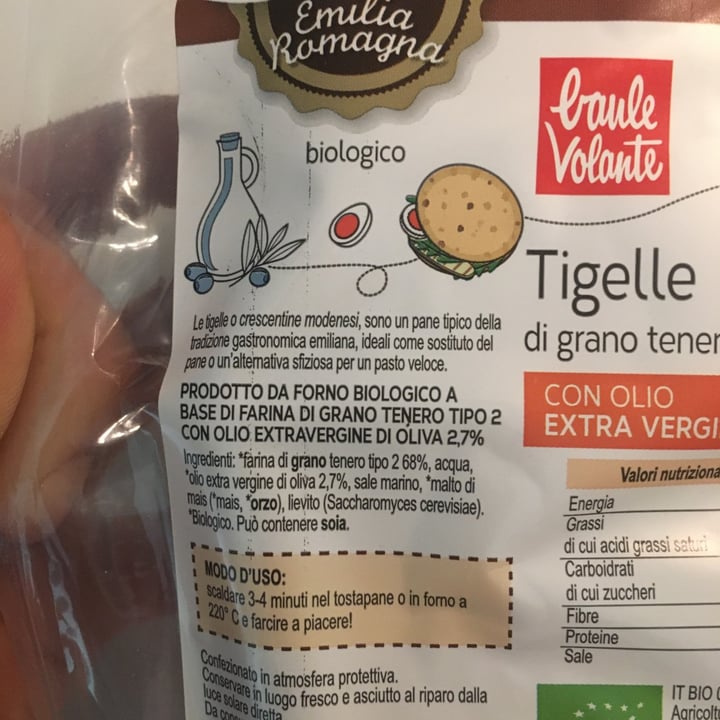 Emilia
Romagna
biologico
baule
Volante
Tigelle
di grano tener
CON OLIO
EXTRA VERGI
Le tigelle o crescentine modenesi, sono un pane tipico della
tradizione gastronomica emiliana, ideali come sostituto del
pane o un'alternativa sfiziosa per un pasto veloce.
PRODOTTO DA FORNO BIOLOGICO A
BASE DI FARINA DI GRANO TENERO TIPO 2
CON OLIO EXTRAVERGINE DI OLIVA 2,7%
Ingredienti: *farina di grano tenero tipo 2 68%, acqua,
*olio extra vergine di oliva 2,7%, sale marino, *malto di
mais (*mais, *orzo), lievito (Saccharomyces cerevisiae).
*Biologico. Può contenere soia.
MODO D'USO:
scaldare 3-4 minuti nel tostapane o in forno a
220° C e farcire a piacere!
Confezionato in atmosfera protettiva.
Conservare in luogo fresco e asciutto al riparo dalla
luce solare diretta.
Valori nutriziona
Energia
Grassi
di cui acidi grassi saturi
Carboidrati
di cui zuccheri
Fibre
Proteine
Sale
IT BIO
Agricolt